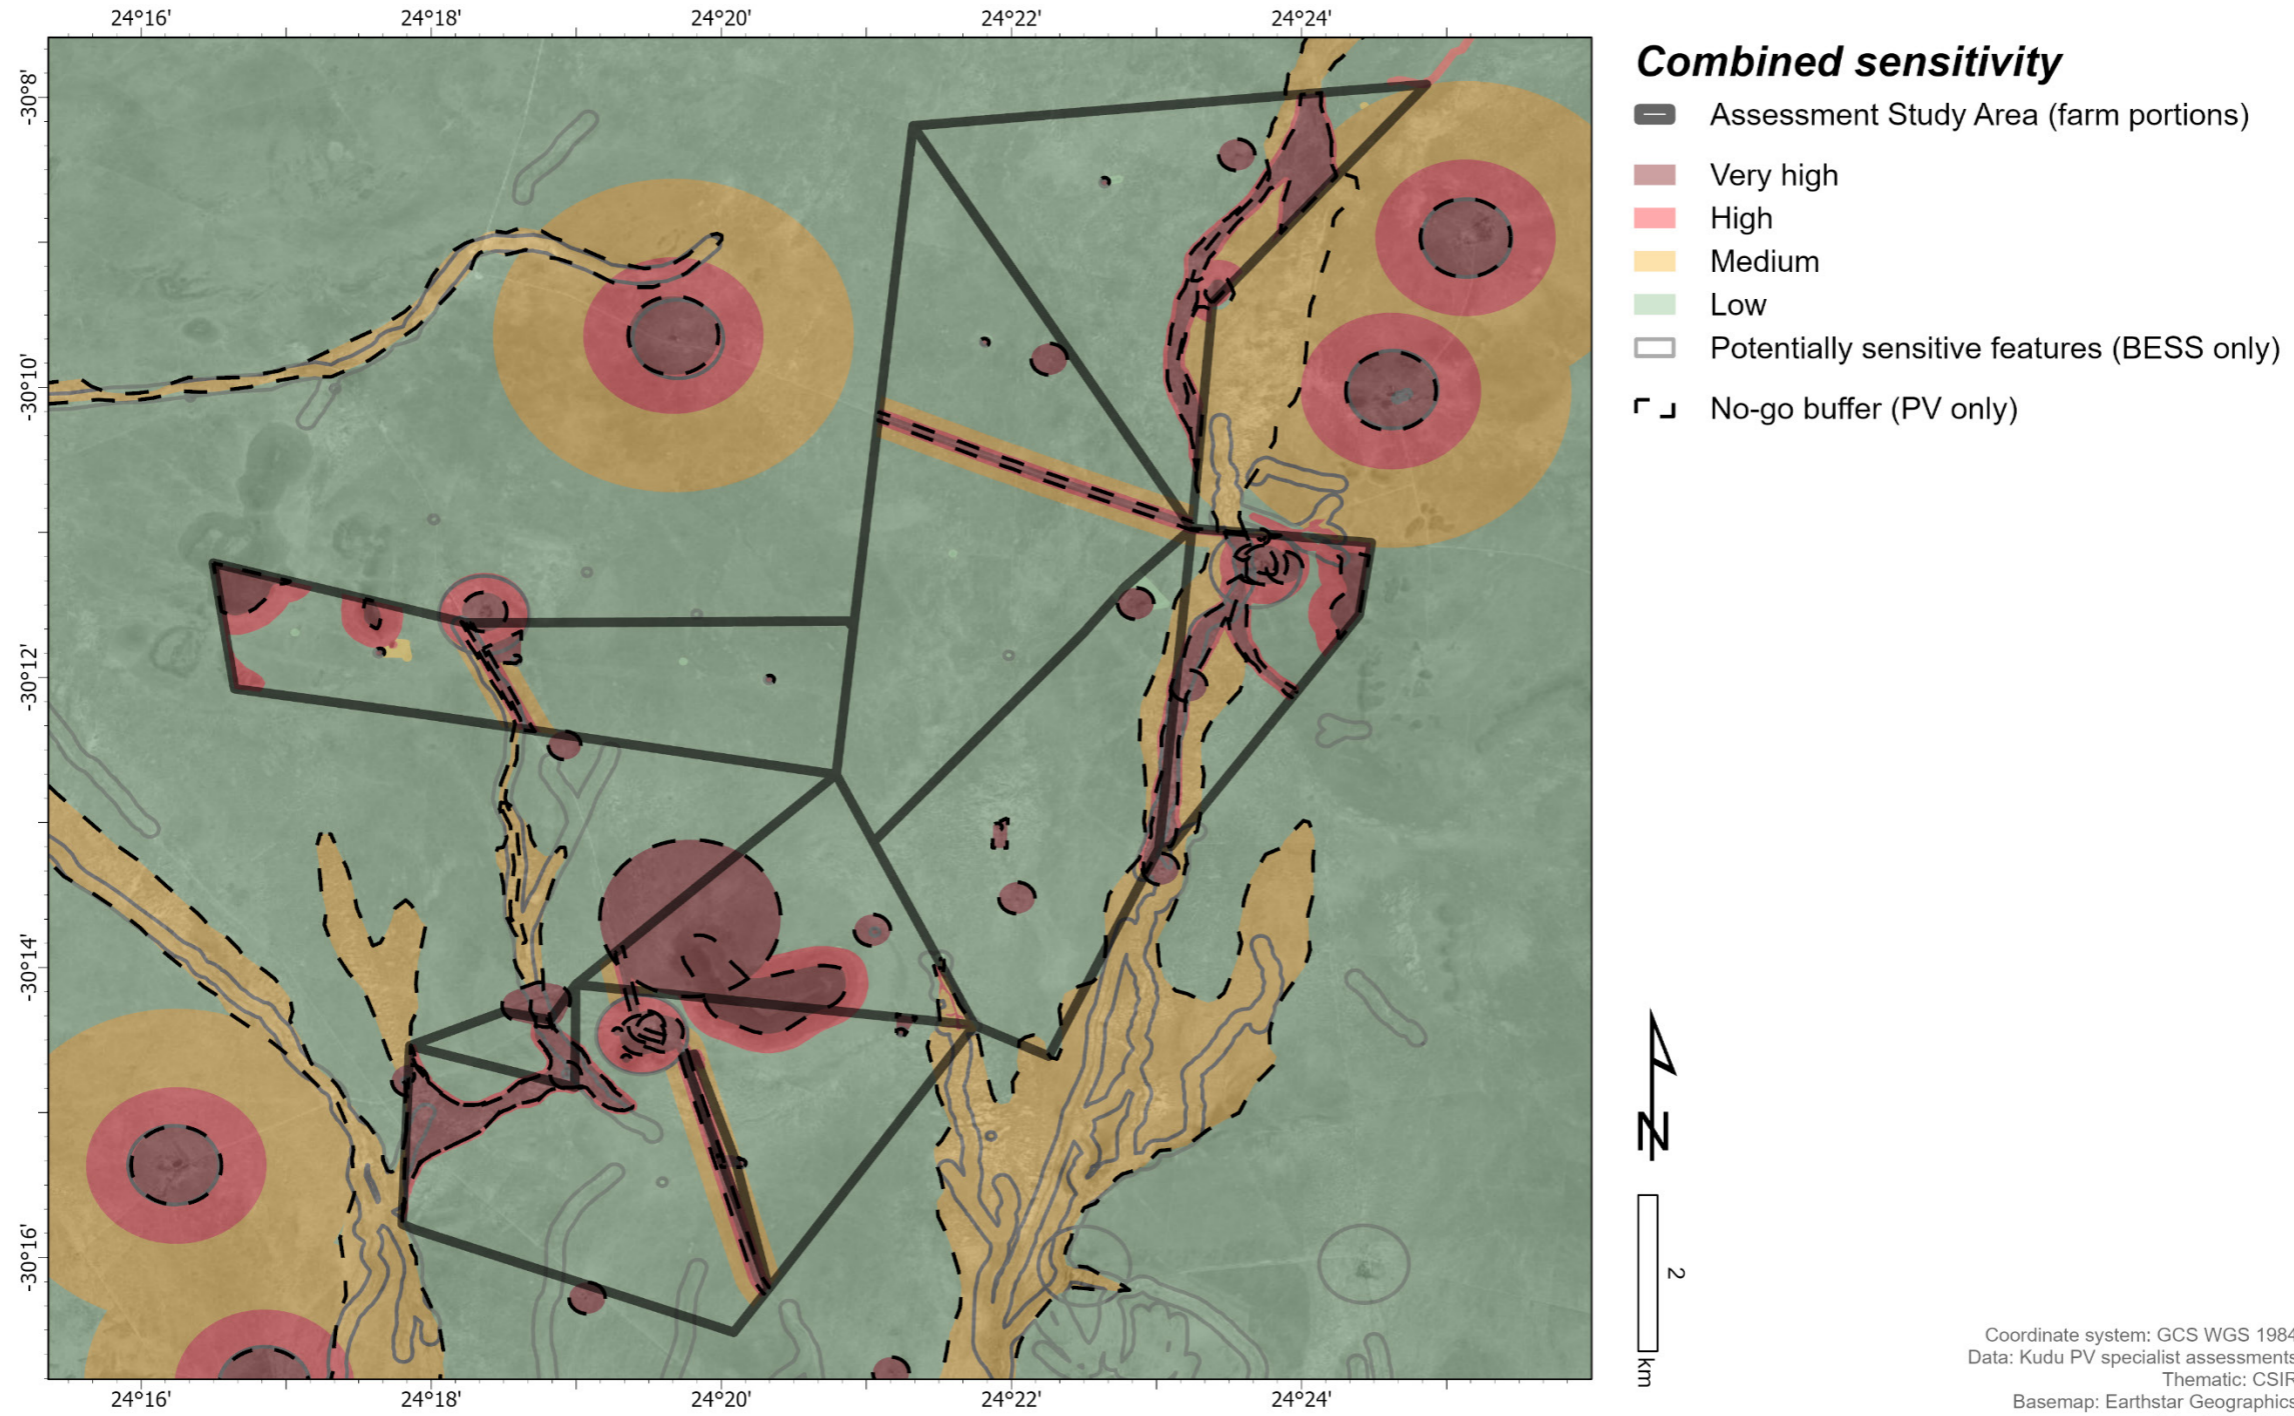 24°16' 24°18' 24°20' 24°22' 24°24'
-30°8'
-30°10'
-30°12'
-30°14'
-30°16'
24°16' 24°18' 24°20' 24°22' 24°24'
Combined sensitivity
Assessment Study Area (farm portions)
Very high
High
Medium
Low
Potentially sensitive features (BESS only)
No-go buffer (PV only)
N
2
km
Coordinate system: GCS WGS 1984
Data: Kudu PV specialist assessments
Thematic: CSIR
Basemap: Earthstar Geographics